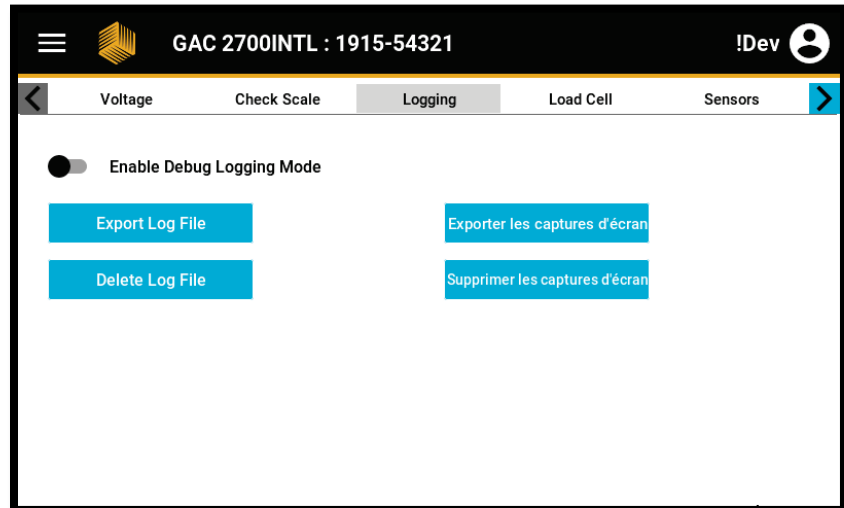 GAC 2700INTL : 1915-54321
!Dev
Voltage
Check Scale
Logging
Load Cell
Sensors
Enable Debug Logging Mode
Export Log File
Exporter les captures d'écran
Delete Log File
Supprimer les captures d'écran